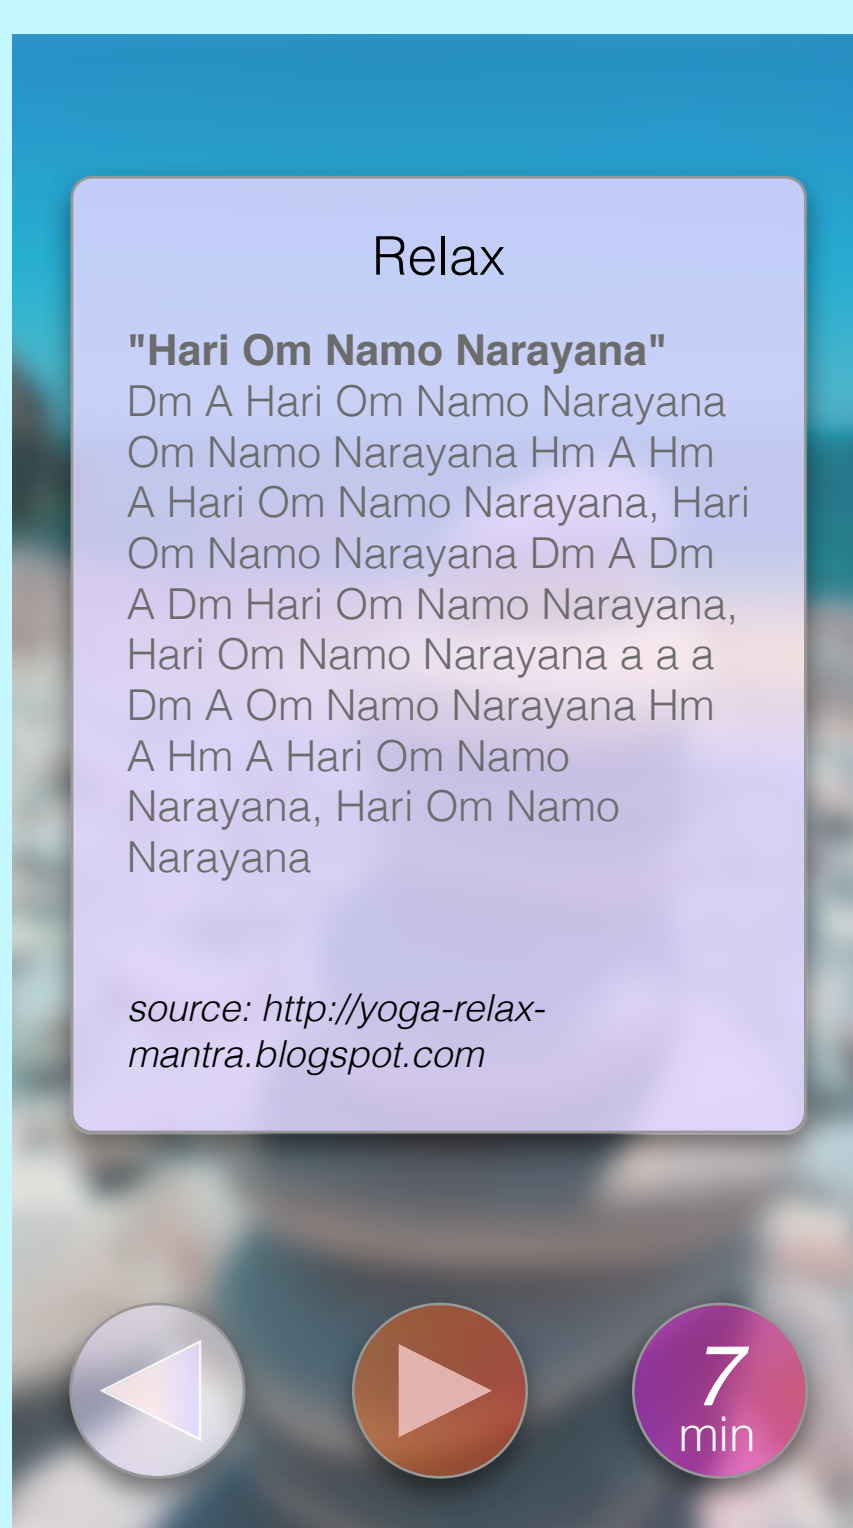 Relax
"Hari Om Namo Narayana"
Dm A Hari Om Namo Narayana
Om Namo Narayana Hm A Hm
A Hari Om Namo Narayana, Hari
Om Namo Narayana Dm A Dm
A Dm Hari Om Namo Narayana,
Hari Om Namo Narayana a a a
Dm A Om Namo Narayana Hm
A Hm A Hari Om Namo
Narayana, Hari Om Namo
Narayana
source: http://yoga-relax-
mantra.blogspot.com
7
min